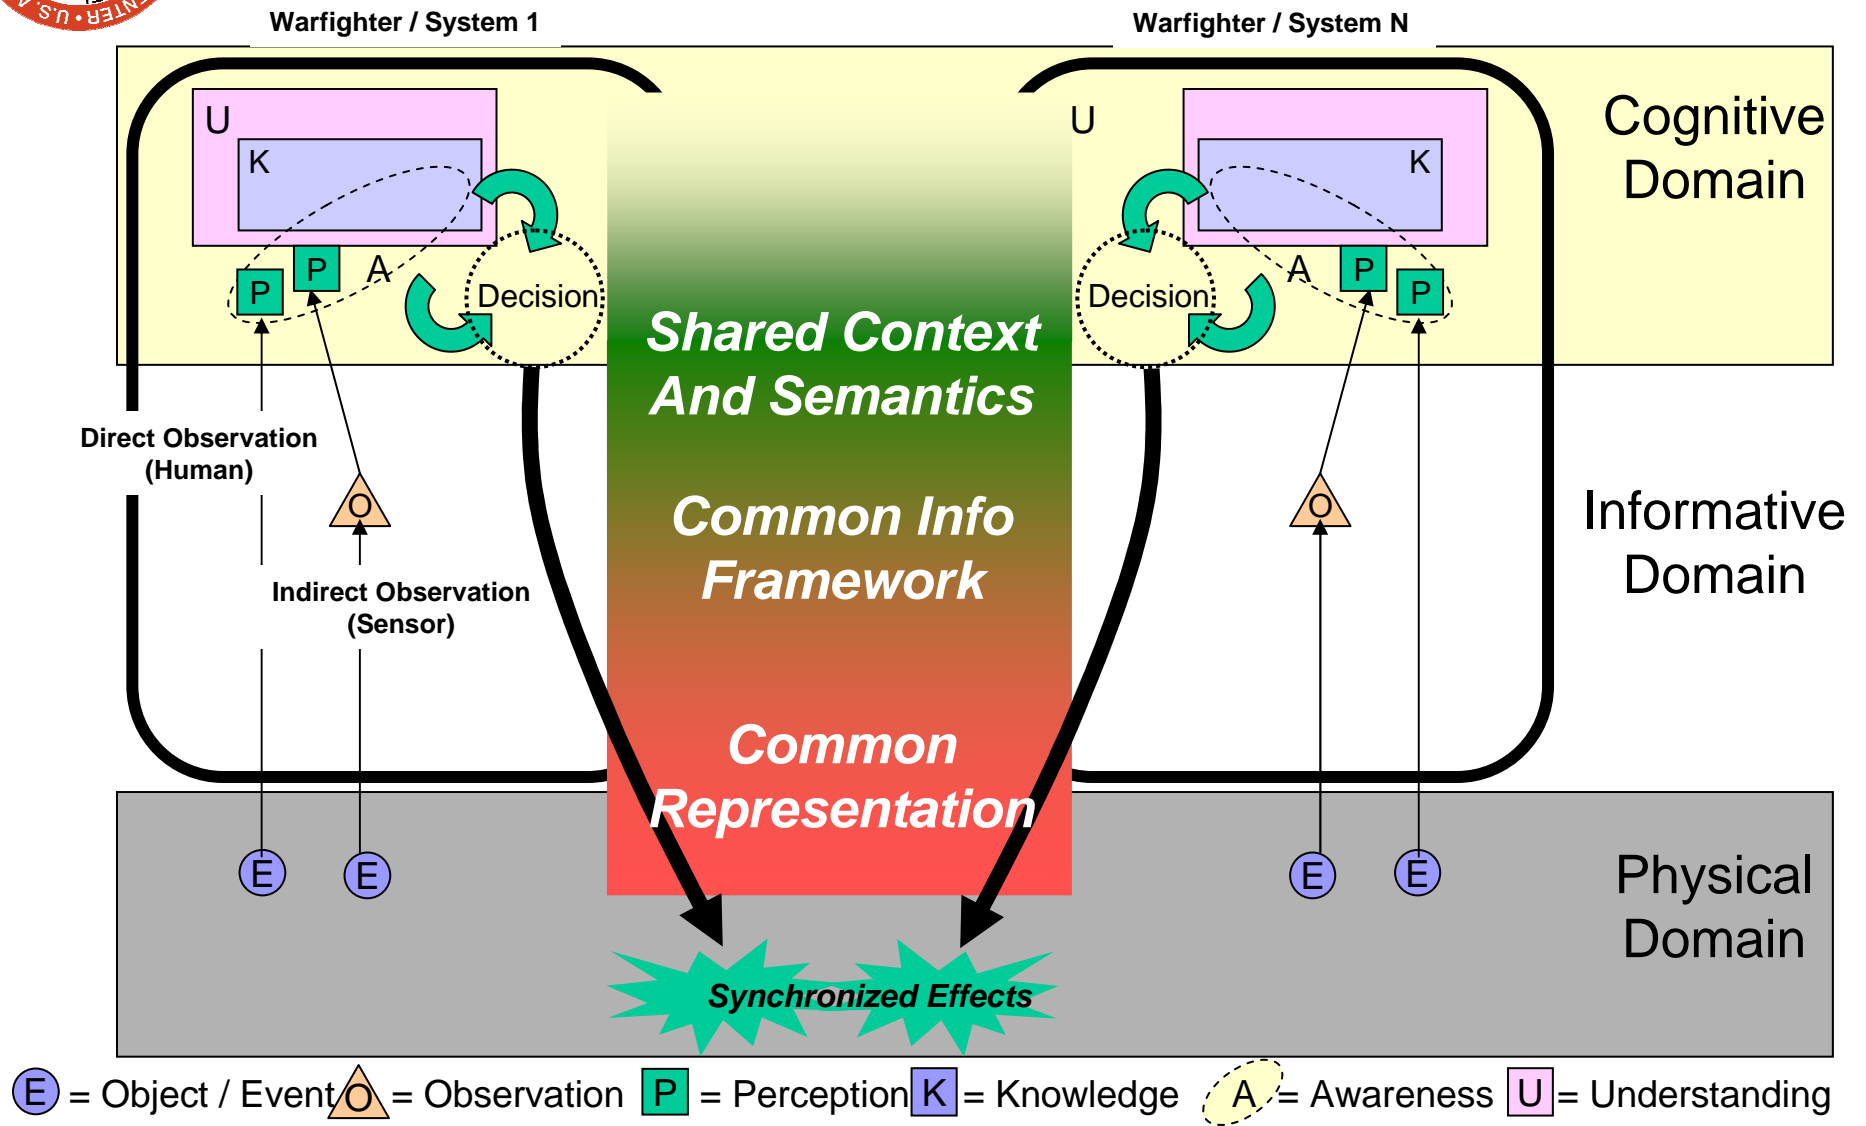 ENTER • U.S. A
Warfighter / System 1
Warfighter / System N
U
K
P
P
A
Decision
U
K
A
P
P
Decision
Cognitive
Domain
Shared Context
And Semantics
Direct Observation
(Human)
O
Common Info
Framework
O
Informative
Domain
Indirect Observation
(Sensor)
Common
Representation
E
E
E
E
Physical
Domain
Synchronized Effects
E = Object / Event O = Observation P = Perception K = Knowledge A = Awareness U = Understanding